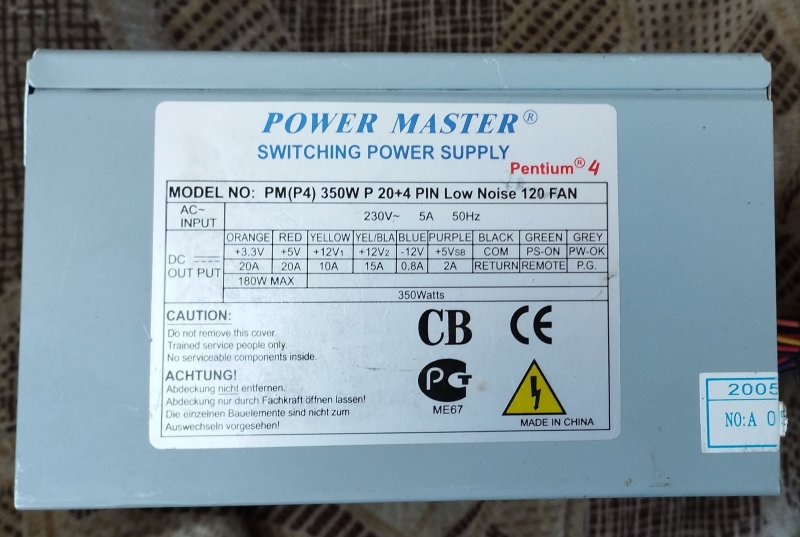 POWER MASTER®
SWITCHING POWER SUPPLY
Pentium® 4
MODEL NO: PM(P4) 350W P 20+4 PIN Low Noise 120 FAN
AC~ INPUT 230V~ 5A 50Hz
ORANGE RED YELLOW YEL/BLA BLUE PURPLE BLACK GREEN GREY
DC OUT PUT +3.3V +5V +12V1 +12V2 -12V +5VSB COM PS-ON PW-OK
20A 20A 10A 15A 0.8A 2A RETURN REMOTE P.G.
180W MAX
350Watts
CAUTION:
Do not remove this cover.
Trained service people only.
No serviceable components inside.
ACHTUNG!
Abdeckung nicht entfernen.
Abdeckung nur durch Fachkraft öffnen lassen!
Die einzelnen Bauelemente sind nicht zum
Auswechseln vorgesehen.
CB CE
PCT
ME67
MADE IN CHINA
2005
NO:A 0